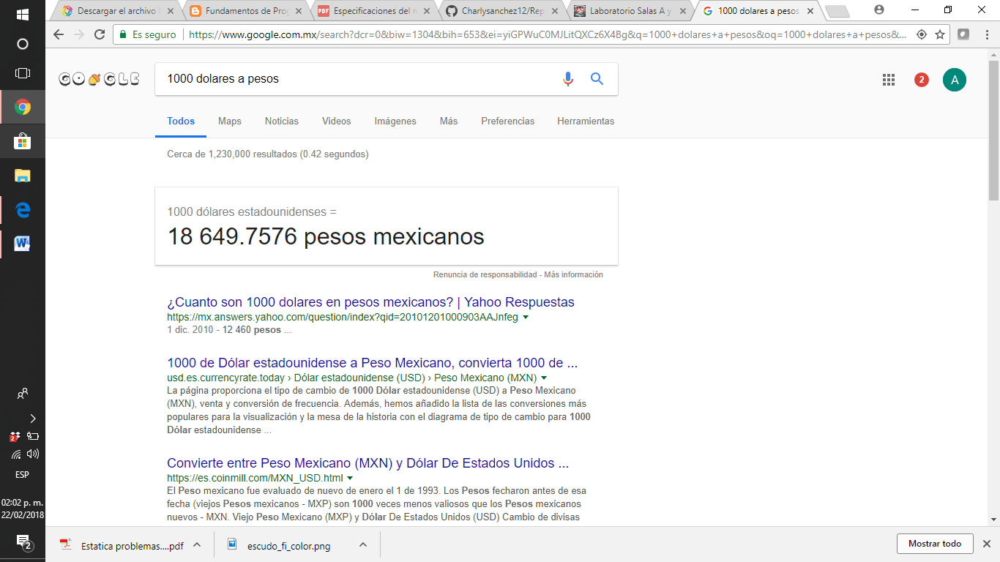 Descargar el archivo
Fundamentos de Prog
Especificaciones del r
Charlysanchez12/Rep
Laboratorio Salas A y
1000 dolares a pesos
Es seguro
https://www.google.com.mx/search?dcr=0&biw=1304&bih=653&ei=yiGPWuC0MJLitQXCz6X4Bg&q=1000+dolares+a+pesos&oq=1000+dolares+a+pesos&...
GOOGLE
1000 dolares a pesos
2
A
Todos Maps Noticias Videos Imágenes Más Preferencias Herramientas
Cerca de 1,230,000 resultados (0.42 segundos)
1000 dólares estadounidenses =
18 649.7576 pesos mexicanos
Renuncia de responsabilidad - Más información
¿Cuanto son 1000 dolares en pesos mexicanos? | Yahoo Respuestas
https://mx.answers.yahoo.com/question/index?qid=20101201000903AAJnfeg
1 dic. 2010 - 12 460 pesos ...
1000 de Dólar estadounidense a Peso Mexicano, convierta 1000 de ...
usd.es.currencyrate.today › Dólar estadounidense (USD) › Peso Mexicano (MXN)
La página proporciona el tipo de cambio de 1000 Dólar estadounidense (USD) a Peso Mexicano
(MXN), venta y conversión de frecuencia. Además, hemos añadido la lista de las conversiones más
populares para la visualización y la mesa de la historia con el diagrama de tipo de cambio para 1000
Dólar estadounidense ...
Convierte entre Peso Mexicano (MXN) y Dólar De Estados Unidos ...
https://es.coinmill.com/MXN_USD.html
El Peso mexicano fue evaluado de nuevo de enero el 1 de 1993. Los Pesos fecharon antes de esa
fecha (viejos Pesos mexicanos - MXP) son 1000 veces menos valiosos que los Pesos mexicanos
nuevos - MXN. Viejo Peso Mexicano (MXP) y Dólar De Estados Unidos (USD) Cambio de divisas
2
ESP
02:02 p. m.
22/02/2018
2
Estatica problemas....pdf
escudo_fi_color.png
Mostrar todo